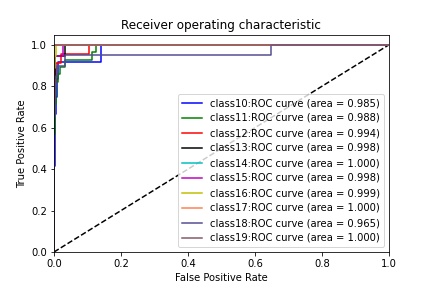 Receiver operating characteristic
True Positive Rate
1.0
0.8
0.6
0.4
0.2
0.0
class10:ROC curve (area = 0.985)
class11:ROC curve (area = 0.988)
class12:ROC curve (area = 0.994)
class13:ROC curve (area = 0.998)
class14:ROC curve (area = 1.000)
class15:ROC curve (area = 0.998)
class16:ROC curve (area = 0.999)
class17:ROC curve (area = 1.000)
class18:ROC curve (area = 0.965)
class19:ROC curve (area = 1.000)
0.0 0.2 0.4 0.6 0.8 1.0
False Positive Rate